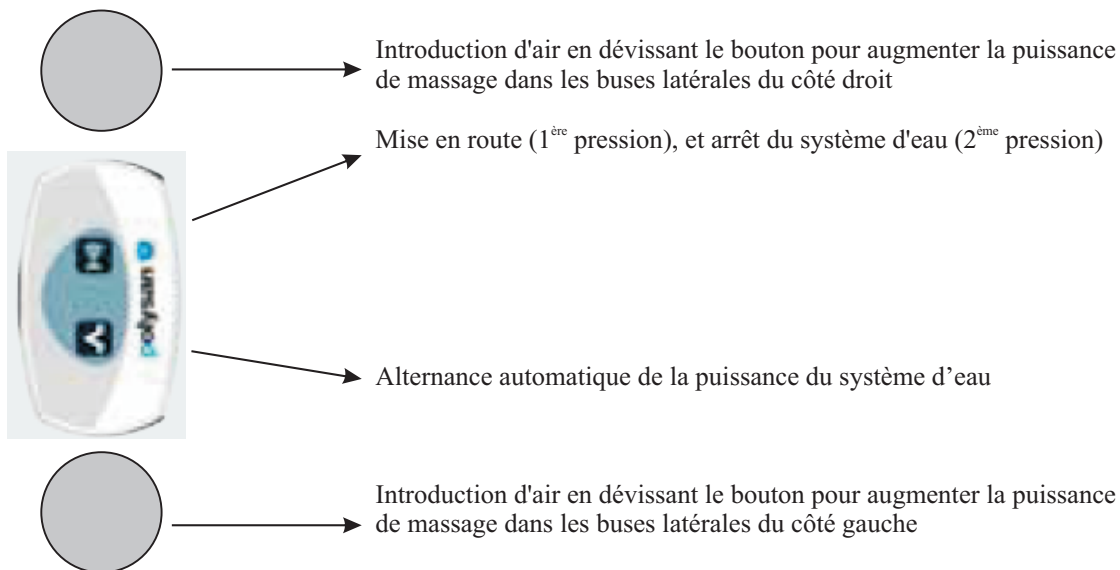 Introduction d'air en dévissant le bouton pour augmenter la puissance
de massage dans les buses latérales du côté droit
Mise en route (1ère pression), et arrêt du système d'eau (2ème pression)
polysan
Alternance automatique de la puissance du système d’eau
Introduction d'air en dévissant le bouton pour augmenter la puissance
de massage dans les buses latérales du côté gauche